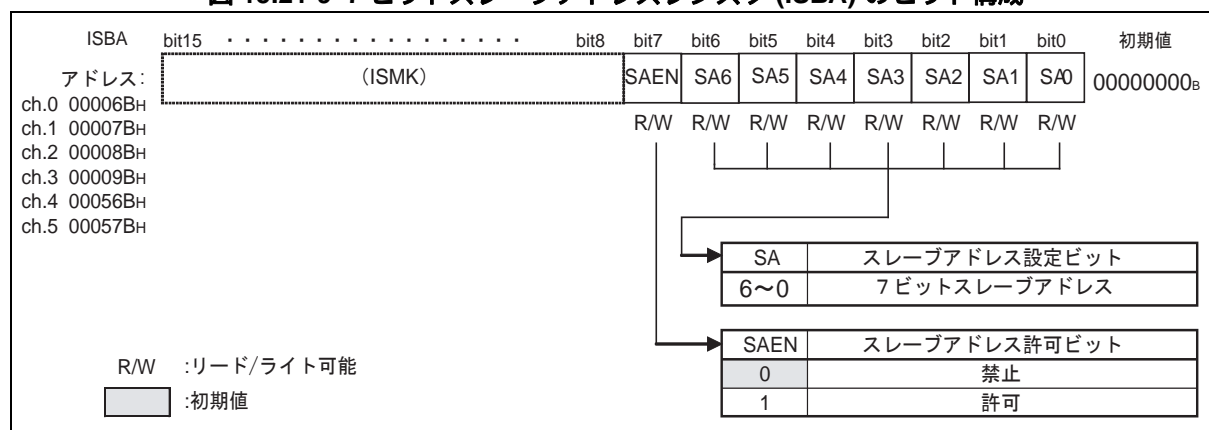 ISBA bit15 ・・・・・・・・・・・・・・・・・・ bit8 bit7 bit6 bit5 bit4 bit3 bit2 bit1 bit0 初期値
アドレス: (ISMK) SAEN SA6 SA5 SA4 SA3 SA2 SA1 SA0 00000000B
ch.0 00006BH
ch.1 00007BH R/W R/W R/W R/W R/W R/W R/W R/W
ch.2 00008BH
ch.3 00009BH
ch.4 00056BH
ch.5 00057BH
SA スレーブアドレス設定ビット
6～0 7ビットスレーブアドレス
SAEN スレーブアドレス許可ビット
0 禁止
1 許可
R/W :リード/ライト可能
:初期値